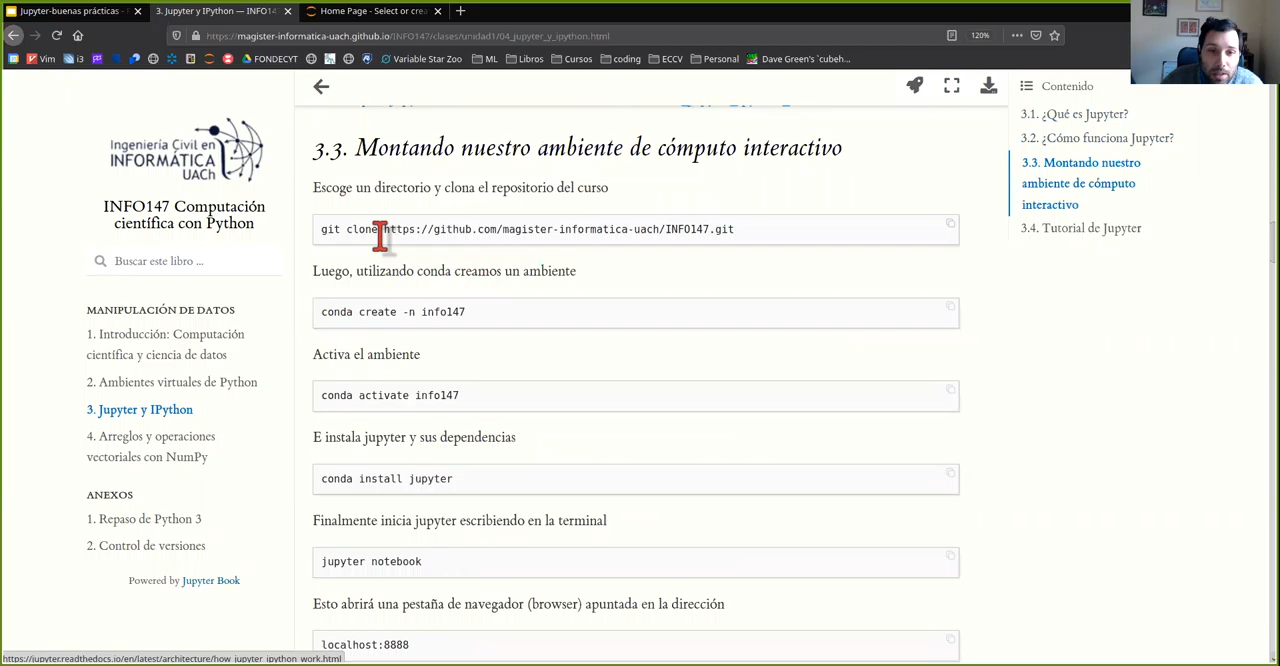 Jupyter-buenas prácticas - 
3. Jupyter y IPython — INFO14
Home Page - Select or crea
https://magister-informatica-uach.github.io/INFO147/clases/unidad1/04_jupyter_y_ipython.html
120%
Vim
i3
FONDECYT
Variable Star Zoo
ML
Libros
Cursos
coding
ECCV
Personal
Dave Green's `cubeh...
Ingeniería Civil en
INFORMÁTICA
UACh
INFO147 Computación
científica con Python
Buscar este libro ...
MANIPULACIÓN DE DATOS
1. Introducción: Computación
científica y ciencia de datos
2. Ambientes virtuales de Python
3. Jupyter y IPython
4. Arreglos y operaciones
vectoriales con NumPy
ANEXOS
1. Repaso de Python 3
2. Control de versiones
Powered by Jupyter Book
3.3. Montando nuestro ambiente de cómputo interactivo
Escoge un directorio y clona el repositorio del curso
git clone https://github.com/magister-informatica-uach/INFO147.git
Luego, utilizando conda creamos un ambiente
conda create -n info147
Activa el ambiente
conda activate info147
E instala jupyter y sus dependencias
conda install jupyter
Finalmente inicia jupyter escribiendo en la terminal
jupyter notebook
Esto abrirá una pestaña de navegador (browser) apuntada en la dirección
localhost:8888
Contenido
3.1. ¿Qué es Jupyter?
3.2. ¿Cómo funciona Jupyter?
3.3. Montando nuestro
ambiente de cómputo
interactivo
3.4. Tutorial de Jupyter
https://jupyter.readthedocs.io/en/latest/architecture/how_jupyter_ipython_work.html